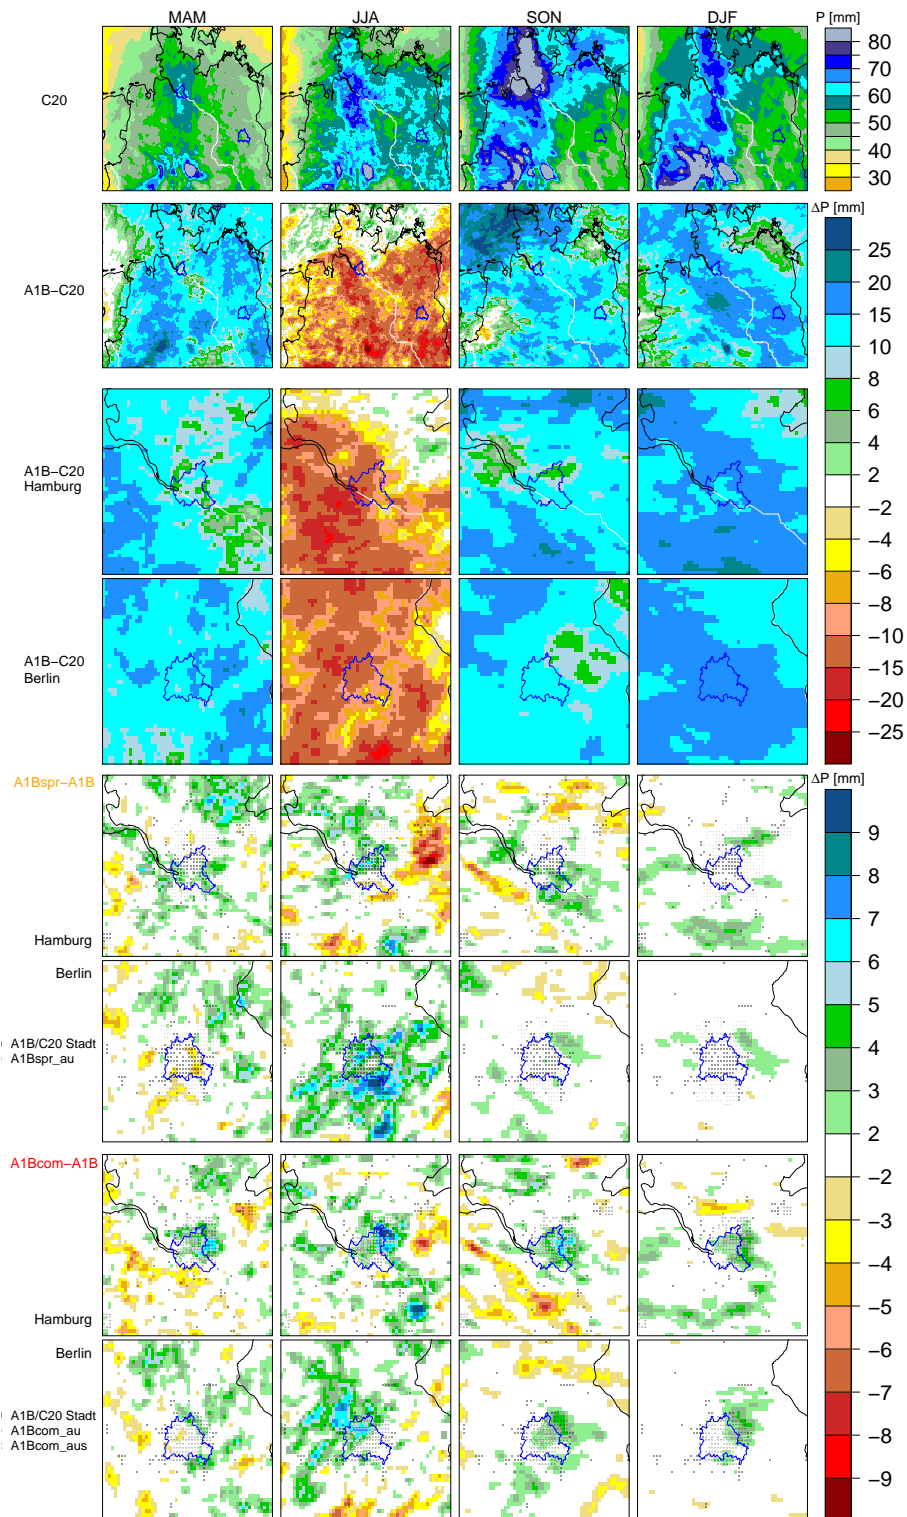 MAM JJA SON DJF P [mm]
C20
80
70
60
50
40
30
ΔP [mm]
A1B−C20
25
20
15
10
8
6
4
2
−2
−4
−6
−8
−10
−15
−20
−25
A1B−C20
Hamburg
A1B−C20
Berlin
A1Bspr−A1B
ΔP [mm]
Hamburg
Berlin
A1B/C20 Stadt
A1Bspr_au
9
8
7
6
5
4
3
2
−2
−3
−4
−5
−6
−7
−8
−9
A1Bcom−A1B
Hamburg
Berlin
A1B/C20 Stadt
A1Bcom_au
A1Bcom_aus